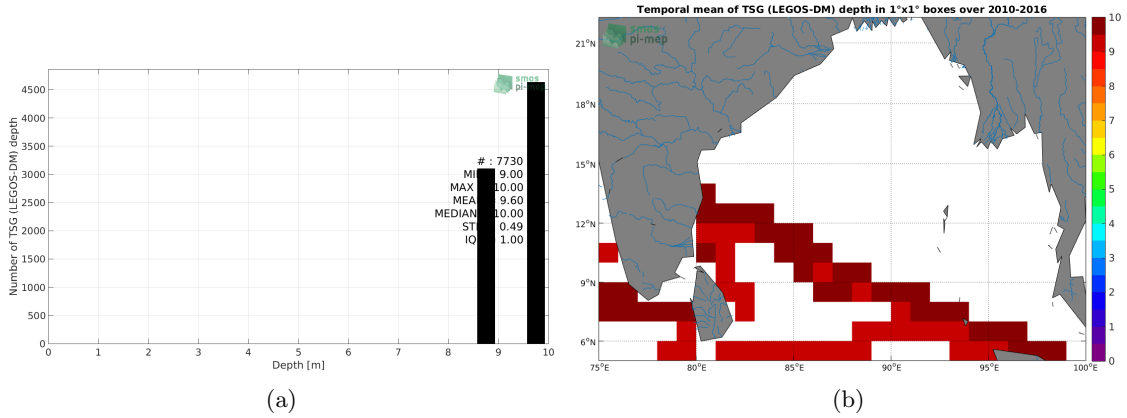 Temporal mean of TSG (LEGOS-DM) depth in 1°x1° boxes over 2010-2016
smos
pi-mep
Number of TSG (LEGOS-DM) depth
4500
4000
3500
3000
2500
2000
1500
1000
500
0
# : 7730
9.00
10.00
9.60
MEDIAN 10.00
0.49
1.00
0 1 2 3 4 5 6 7 8 9 10
Depth [m]
(a)
smos
pi-mep
21°N
18°N
15°N
12°N
9°N
6°N
75°E 80°E 85°E 90°E 95°E 100°E
10
9
8
7
6
5
4
3
2
1
0
(b)